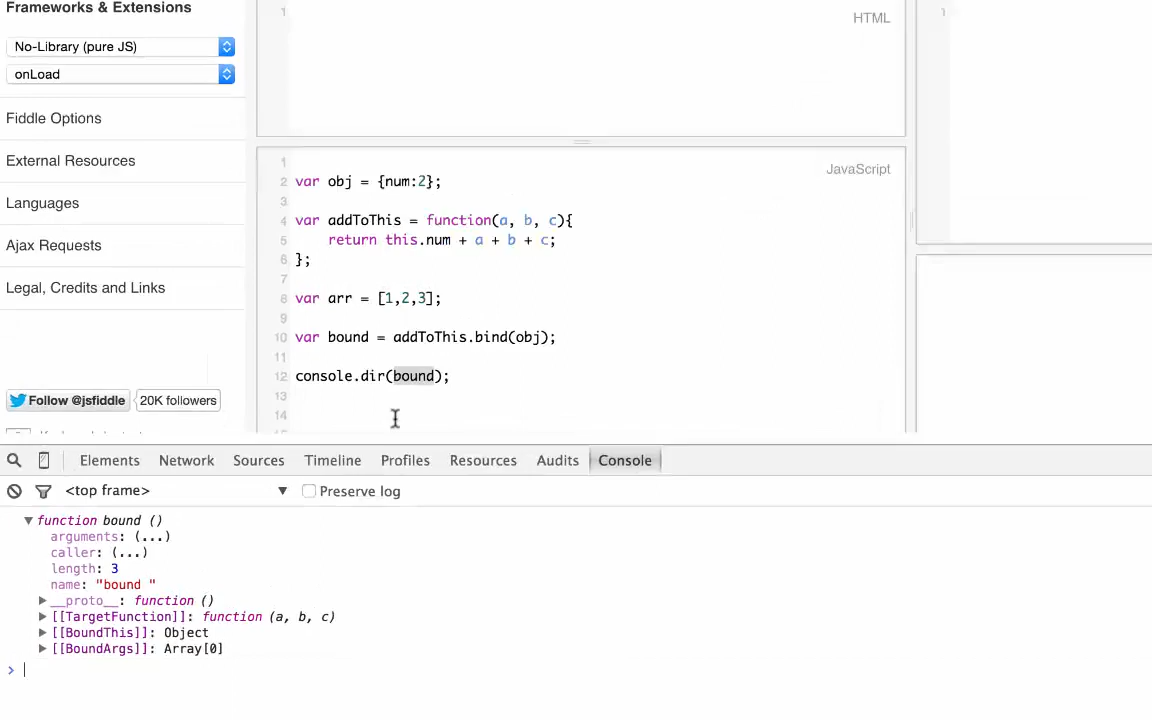 Frameworks & Extensions
No-Library (pure JS)
onLoad
Fiddle Options
External Resources
Languages
Ajax Requests
Legal, Credits and Links
Follow @jsfiddle 20K followers
1
HTML
1
JavaScript
1
2 var obj = {num:2};
3
4 var addToThis = function(a, b, c){
5 return this.num + a + b + c;
6 };
7
8 var arr = [1,2,3];
9
10 var bound = addToThis.bind(obj);
11
12 console.dir(bound);
13
14
Elements Network Sources Timeline Profiles Resources Audits Console
<top frame> ▼ Preserve log
▼function bound ()
arguments: (...)
caller: (...)
length: 3
name: "bound "
▶__proto__: function ()
▶[[TargetFunction]]: function (a, b, c)
▶[[BoundThis]]: Object
▶[[BoundArgs]]: Array[0]
>